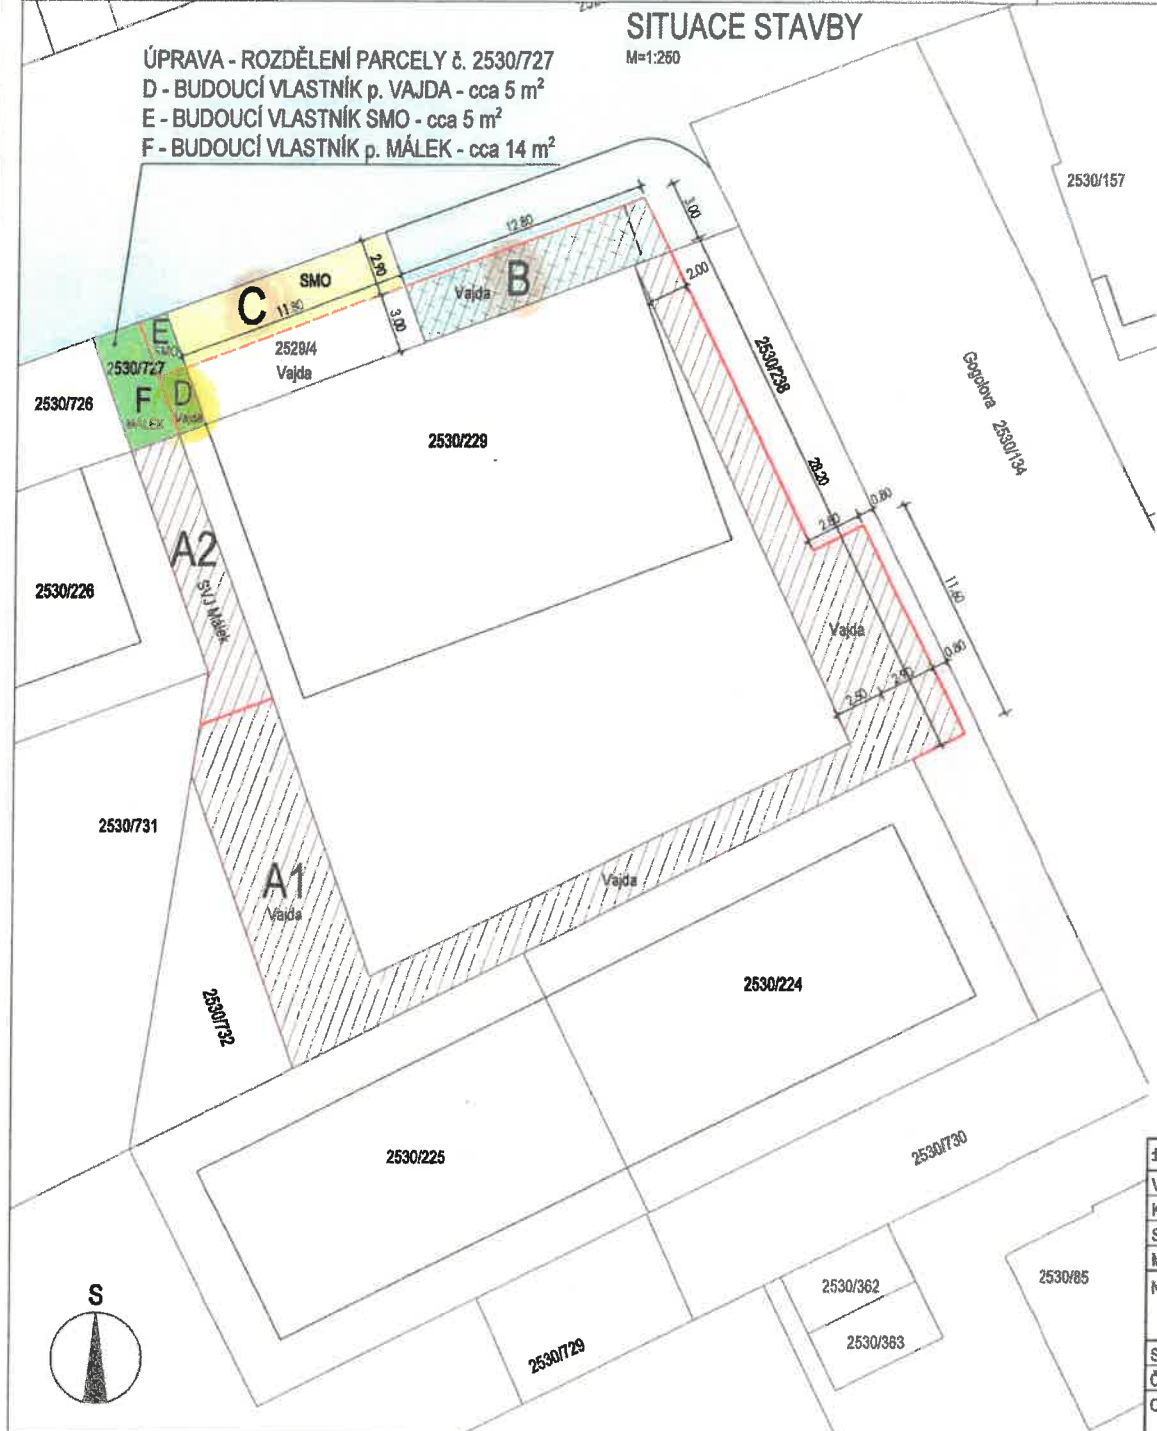 SITUACE STAVBY
M=1:250
ÚPRAVA - ROZDĚLENÍ PARCELY č. 2530/727
D - BUDOUCÍ VLASTNÍK p. VAJDA - cca 5 m²
E - BUDOUCÍ VLASTNÍK SMO - cca 5 m²
F - BUDOUCÍ VLASTNÍK p. MÁLEK - cca 14 m²
2530/157
12.80
3.00
2.90
SMO
C
11.80
Vajda
B
2.00
3.00
E
SMO
2529/4
Vajda
2530/727
F
MÁLEK
D
Vajda
2530/726
2530/238
Gogolova 2530/134
2530/229
28.20
0.80
2.80
A2
SVJ Málek
2530/226
11.60
Vajda
0.80
2.50
2.90
2530/731
A1
Vajda
Vajda
2530/732
2530/224
2530/225
2530/730
S
2530/362
2530/85
2530/363
2530/729